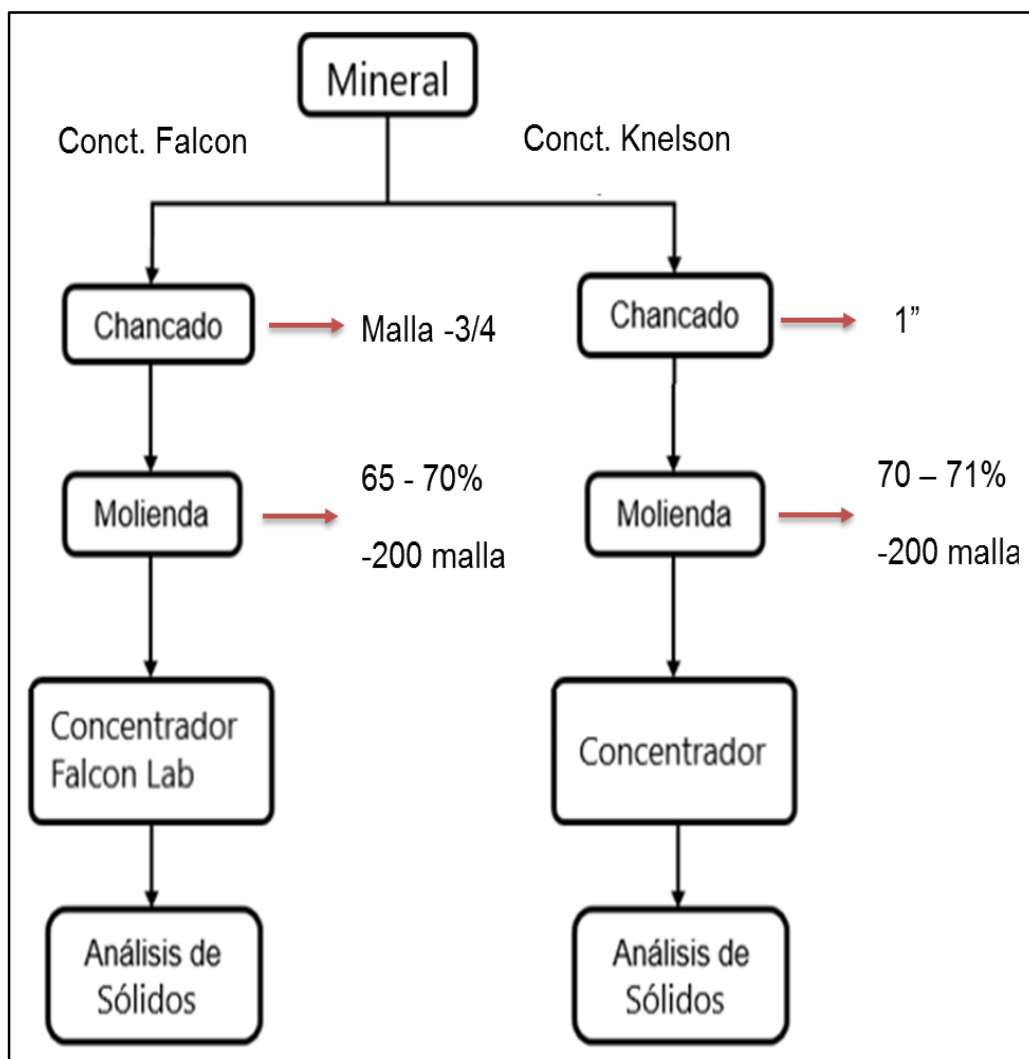 Mineral
Conct. Falcon
Conct. Knelson
Chancado
Malla -3/4
Chancado
1”
Molienda
65 - 70%
-200 malla
Molienda
70 – 71%
-200 malla
Concentrador
Falcon Lab
Concentrador
Análisis de
Sólidos
Análisis de
Sólidos